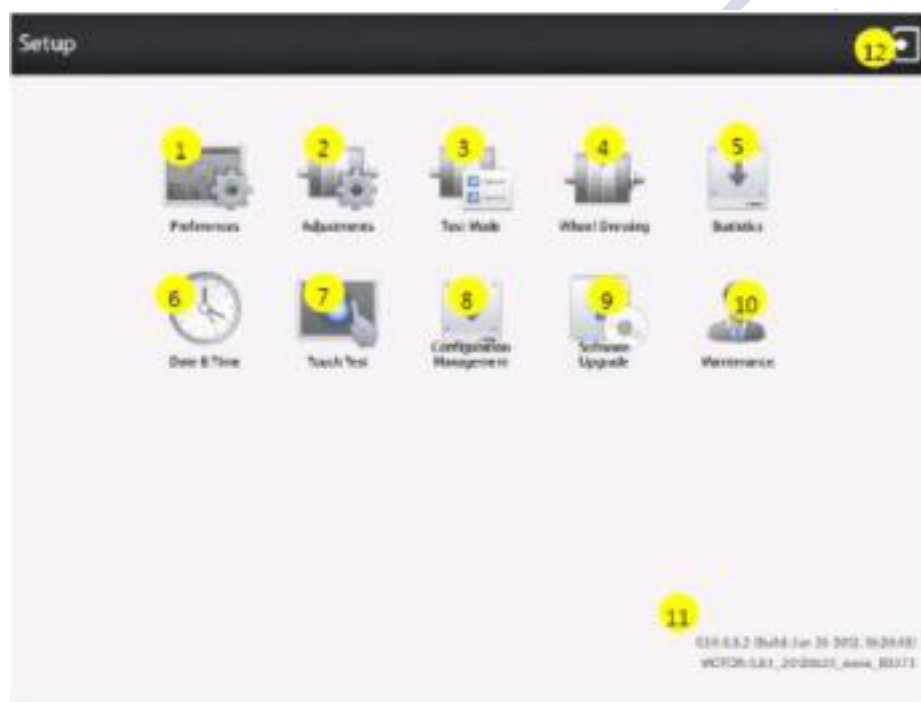 Setup
12
1
2
3
4
5
Preferences
Adjustments
Test Mode
Wheel Dressing
Statistics
6
7
8
9
10
Date & Time
Touch Test
Configuration
Management
Software
Upgrade
Maintenance
11